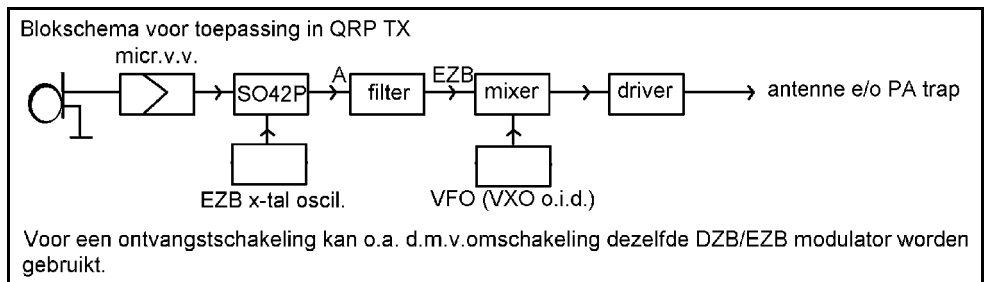 Blokschema voor toepassing in QRP TX
micr.v.v.
A
EZB
SO42P
filter
mixer
driver
antenne e/o PA trap
EZB x-tal oscil.
VFO (VXO o.i.d.)
Voor een ontvangstschakeling kan o.a. d.m.v.omschakeling dezelfde DZB/EZB modulator worden
gebruikt.